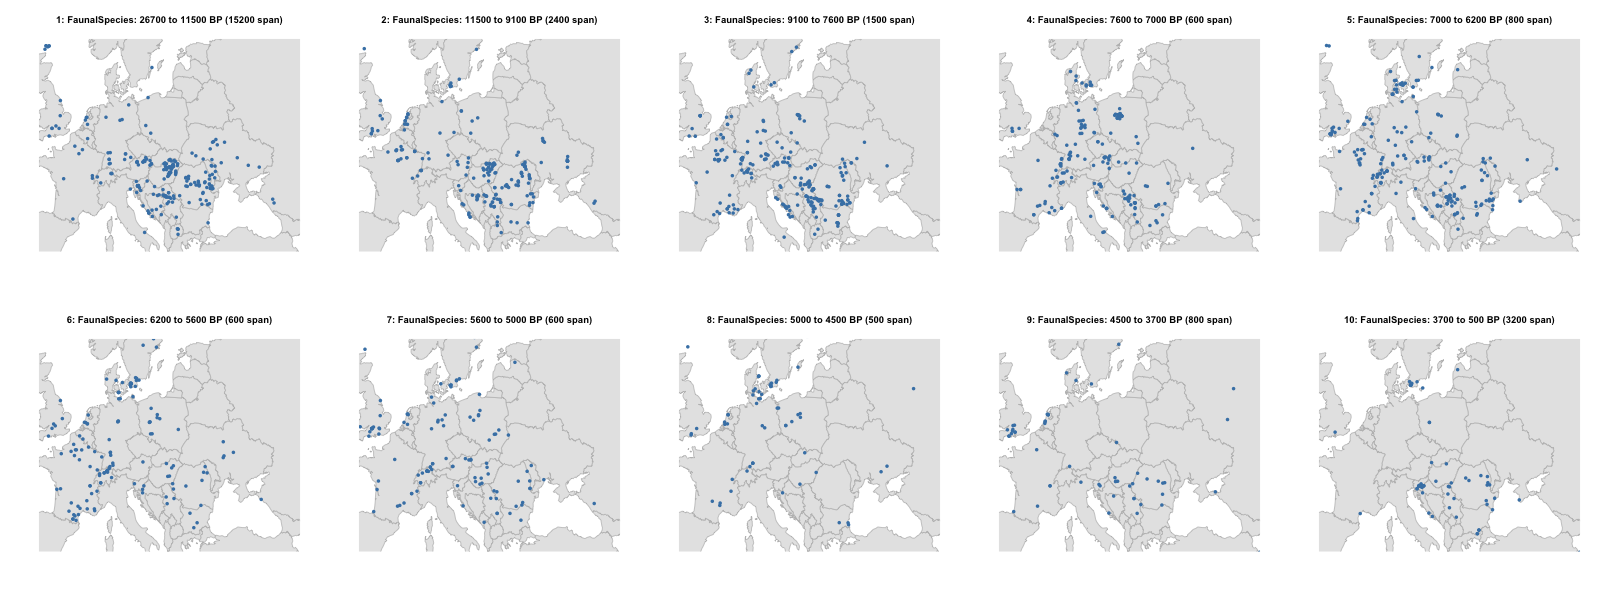 1: FaunalSpecies: 26700 to 11500 BP (15200 span)
2: FaunalSpecies: 11500 to 9100 BP (2400 span)
3: FaunalSpecies: 9100 to 7600 BP (1500 span)
4: FaunalSpecies: 7600 to 7000 BP (600 span)
5: FaunalSpecies: 7000 to 6200 BP (800 span)
6: FaunalSpecies: 6200 to 5600 BP (600 span)
7: FaunalSpecies: 5600 to 5000 BP (600 span)
8: FaunalSpecies: 5000 to 4500 BP (500 span)
9: FaunalSpecies: 4500 to 3700 BP (800 span)
10: FaunalSpecies: 3700 to 500 BP (3200 span)